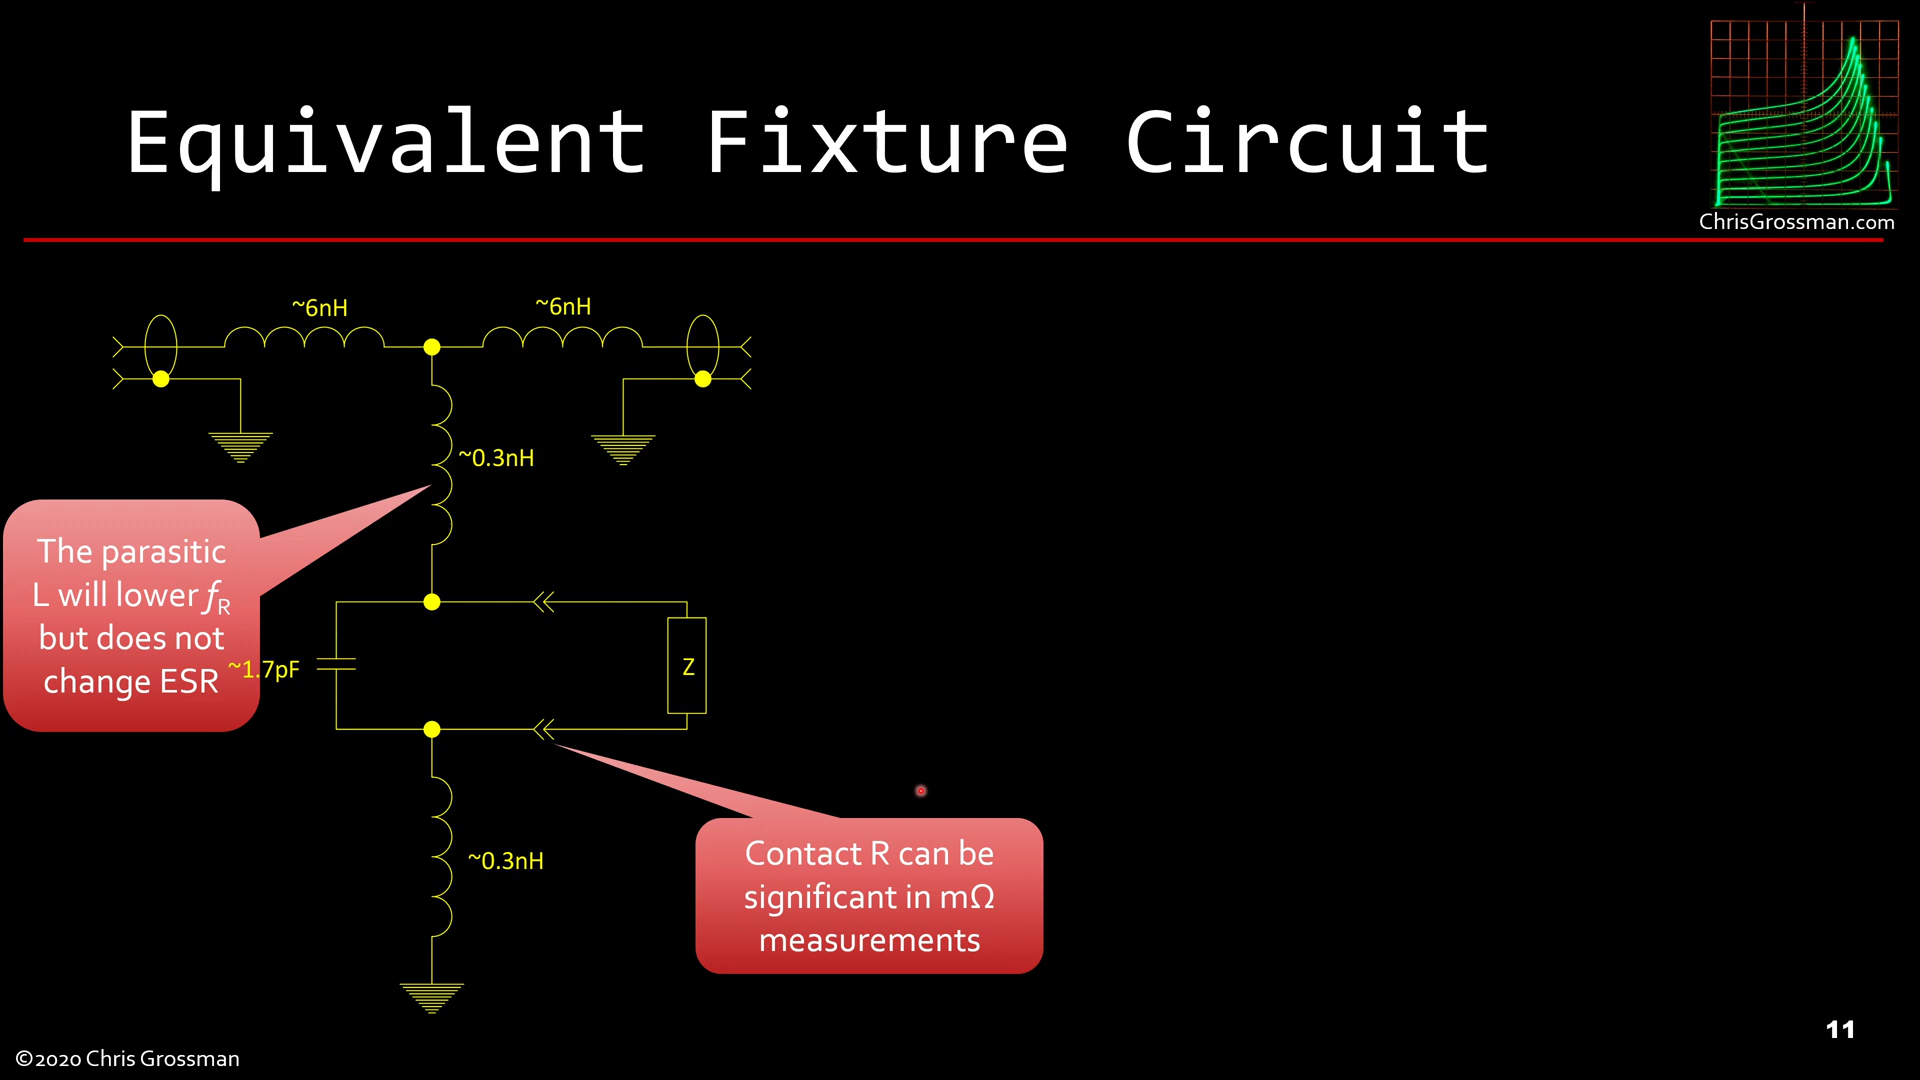 Equivalent Fixture Circuit
ChrisGrossman.com
~6nH
~6nH
~0.3nH
The parasitic
L will lower fR
but does not
change ESR
~1.7pF
Z
~0.3nH
Contact R can be
significant in mΩ
measurements
11
©2020 Chris Grossman